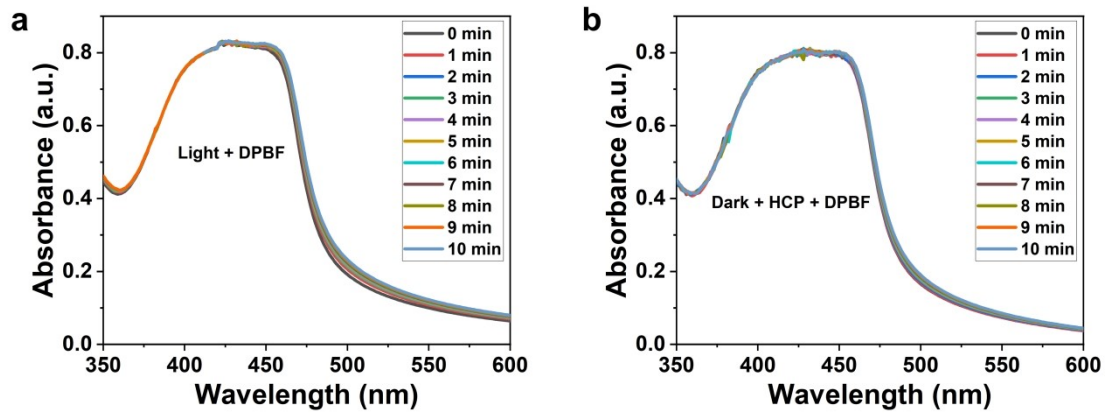 a
Absorbance (a.u.)
0.8
0.6
0.4
0.2
0.0
Light + DPBF
0 min
1 min
2 min
3 min
4 min
5 min
6 min
7 min
8 min
9 min
10 min
350 400 450 500 550 600
Wavelength (nm)
b
Absorbance (a.u.)
0.8
0.6
0.4
0.2
0.0
Dark + HCP + DPBF
0 min
1 min
2 min
3 min
4 min
5 min
6 min
7 min
8 min
9 min
10 min
350 400 450 500 550 600
Wavelength (nm)